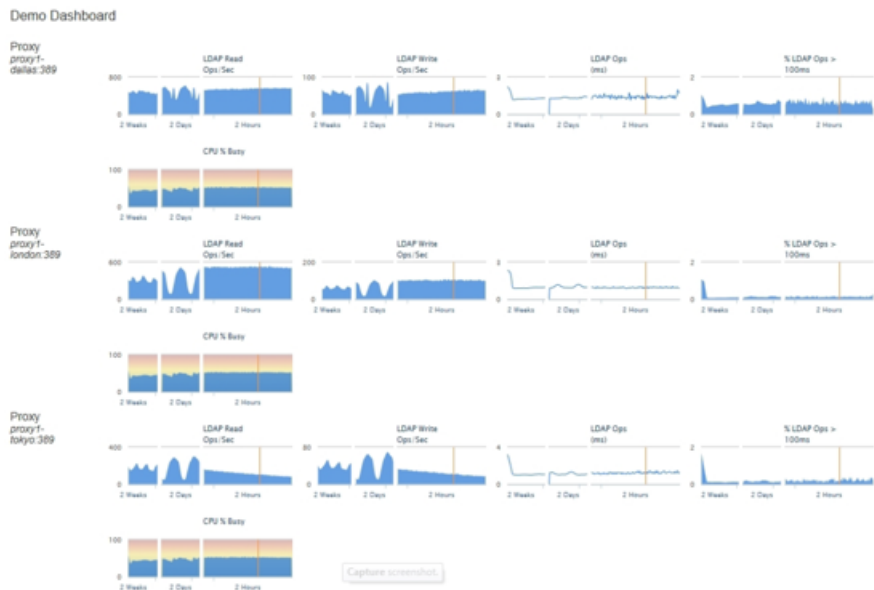 Demo Dashboard
Proxy
proxy1-
dallas:389
LDAP Read
Ops/Sec
LDAP Write
Ops/Sec
LDAP Ops
(ms)
% LDAP Ops >
100ms
800
0
100
0
0
2
0
2 Weeks 2 Days 2 Hours
2 Weeks 2 Days 2 Hours
2 Weeks 2 Days 2 Hours
2 Weeks 2 Days 2 Hours
CPU % Busy
100
0
2 Weeks 2 Days 2 Hours
Proxy
proxy1-
london:389
LDAP Read
Ops/Sec
LDAP Write
Ops/Sec
LDAP Ops
(ms)
% LDAP Ops >
100ms
600
0
200
0
0
2
0
2 Weeks 2 Days 2 Hours
2 Weeks 2 Days 2 Hours
2 Weeks 2 Days 2 Hours
2 Weeks 2 Days 2 Hours
CPU % Busy
100
0
2 Weeks 2 Days 2 Hours
Proxy
proxy1-
tokyo:389
LDAP Read
Ops/Sec
LDAP Write
Ops/Sec
LDAP Ops
(ms)
% LDAP Ops >
100ms
400
0
80
0
4
0
2
0
2 Weeks 2 Days 2 Hours
2 Weeks 2 Days 2 Hours
2 Weeks 2 Days 2 Hours
2 Weeks 2 Days 2 Hours
CPU % Busy
100
0
2 Weeks 2 Days 2 Hours
Capture screenshot.